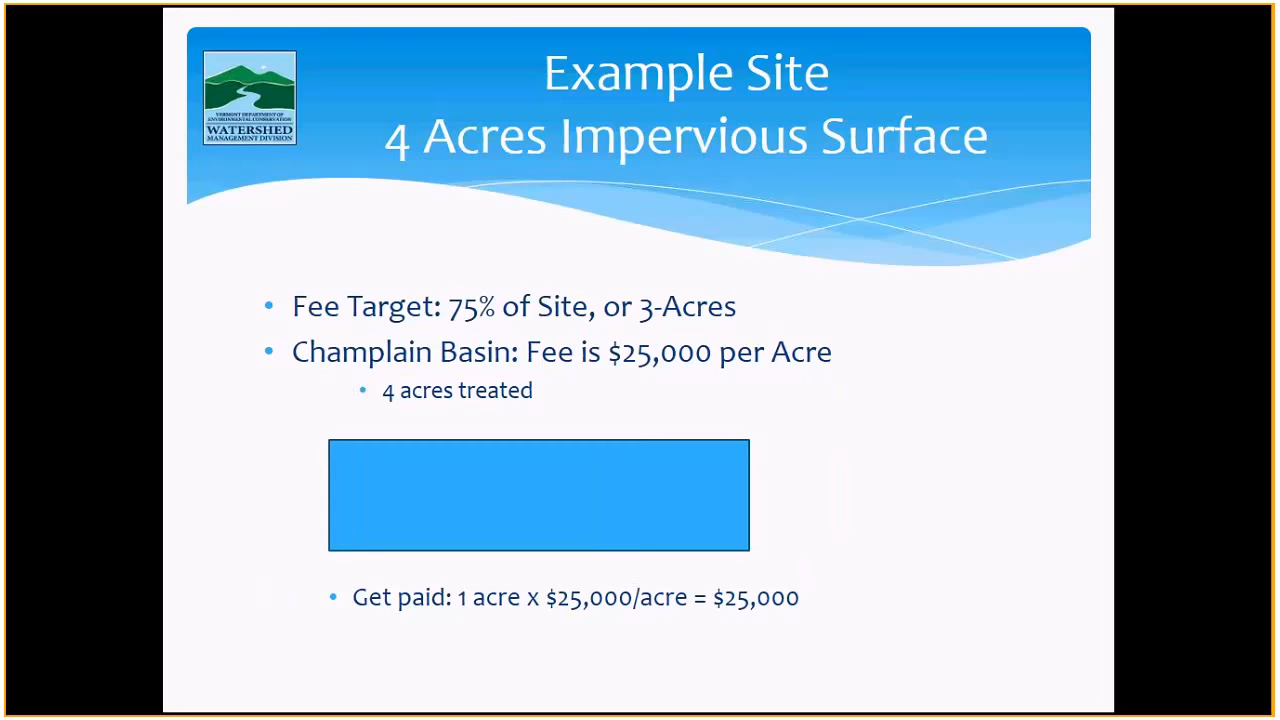 Example Site
4 Acres Impervious Surface
VERMONT DEPARTMENT OF
ENVIRONMENTAL CONSERVATION
WATERSHED
MANAGEMENT DIVISION
• Fee Target: 75% of Site, or 3-Acres
• Champlain Basin: Fee is $25,000 per Acre
• 4 acres treated
• Get paid: 1 acre x $25,000/acre = $25,000